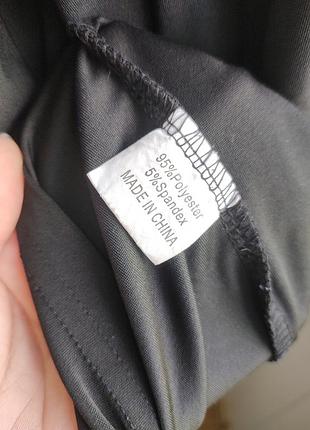 95%Polyester
5%Spandex
MADE IN CHINA